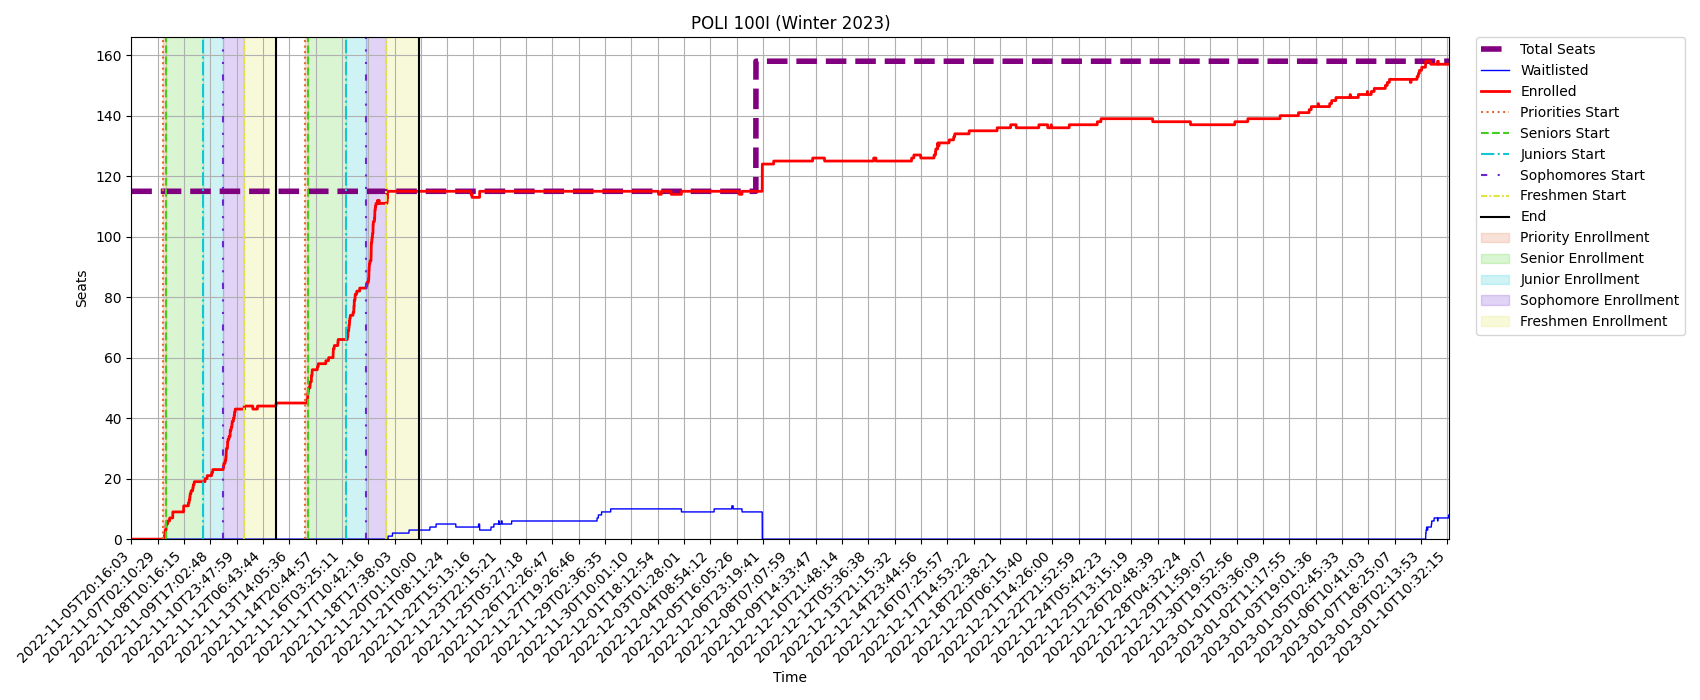 POLI 100I (Winter 2023)
Seats
160
140
120
100
80
60
40
20
0
2022-11-05T20:16:03
2022-11-07T02:10:29
2022-11-08T10:16:15
2022-11-09T17:02:48
2022-11-10T23:47:59
2022-11-12T06:43:44
2022-11-13T14:05:36
2022-11-14T20:44:57
2022-11-16T03:25:11
2022-11-17T10:42:16
2022-11-18T17:38:03
2022-11-20T01:10:00
2022-11-21T08:11:24
2022-11-22T15:13:16
2022-11-23T22:15:21
2022-11-25T05:27:18
2022-11-26T12:26:47
2022-11-27T19:26:46
2022-11-29T02:36:35
2022-11-30T10:01:10
2022-12-01T18:12:54
2022-12-03T01:28:01
2022-12-04T08:54:12
2022-12-05T16:05:26
2022-12-06T23:19:41
2022-12-08T07:07:59
2022-12-09T14:33:47
2022-12-10T21:48:14
2022-12-12T05:36:38
2022-12-13T12:15:32
2022-12-14T23:44:56
2022-12-16T07:25:57
2022-12-17T14:53:22
2022-12-18T22:38:21
2022-12-20T06:15:40
2022-12-21T14:26:00
2022-12-22T21:52:59
2022-12-24T05:42:23
2022-12-25T13:15:19
2022-12-26T20:48:39
2022-12-28T04:32:24
2022-12-29T11:59:07
2022-12-30T19:52:56
2023-01-01T03:36:09
2023-01-02T11:17:55
2023-01-03T19:01:36
2023-01-05T02:45:33
2023-01-06T10:41:03
2023-01-07T18:25:07
2023-01-09T02:13:53
2023-01-10T10:32:15
Time
Total Seats
Waitlisted
Enrolled
Priorities Start
Seniors Start
Juniors Start
Sophomores Start
Freshmen Start
End
Priority Enrollment
Senior Enrollment
Junior Enrollment
Sophomore Enrollment
Freshmen Enrollment